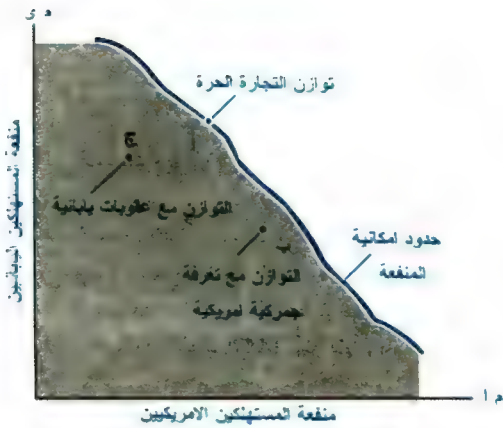 م ى
توازن التجارة الحرة
ج
التوازن مع عقوبات يابانية
ب
التوازن مع تعرفة
جمركية امريكية
حدود امكانية
المنفعة
منفعة المستهلكين اليابانيين
م ا
منفعة المستهلكين الامريكيين